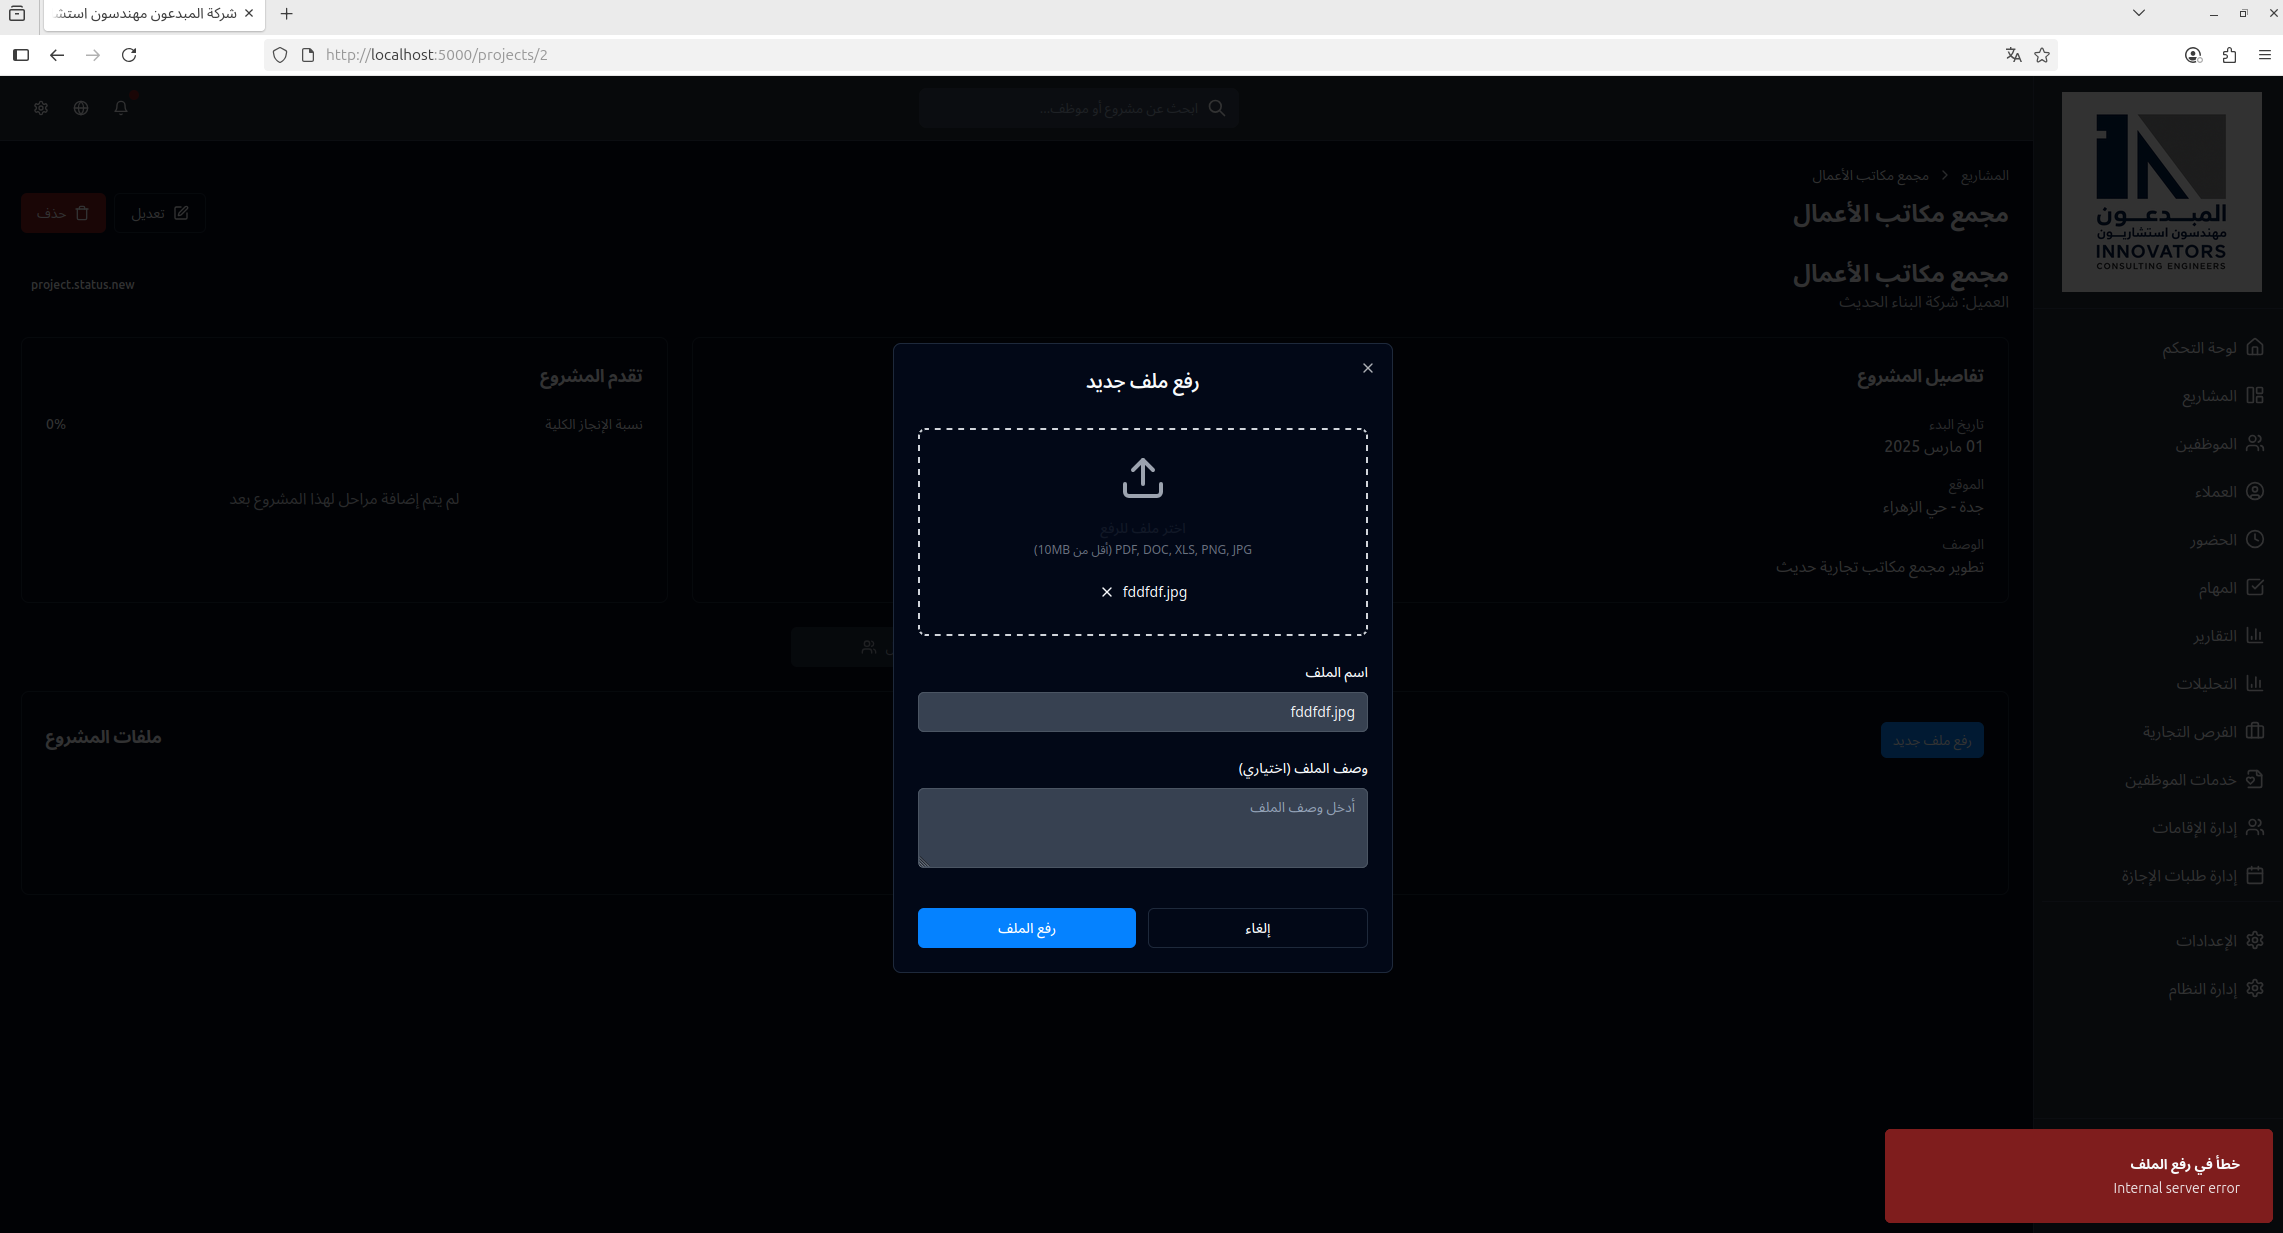 شركة المبدعون مهندسون استش
http://localhost:5000/projects/2
ابحث عن مشروع أو موظف...
المبدعون
مهندسون استشاريون
INNOVATORS
CONSULTING ENGINEERS
المشاريع
مجمع مكاتب الأعمال
مجمع مكاتب الأعمال
تعديل
حذف
مجمع مكاتب الأعمال
project.status.new
العميل: شركة البناء الحديث
تفاصيل المشروع
تاريخ البدء
01 مارس 2025
الموقع
جدة - حي الزهراء
الوصف
تطوير مجمع مكاتب تجارية حديث
تقدم المشروع
نسبة الإنجاز الكلية
0%
لم يتم إضافة مراحل لهذا المشروع بعد
رفع ملف جديد
ملفات المشروع
لوحة التحكم
المشاريع
الموظفين
العملاء
الحضور
المهام
التقارير
التحليلات
الفرص التجارية
خدمات الموظفين
إدارة الإقامات
إدارة طلبات الإجازة
الإعدادات
إدارة النظام
رفع ملف جديد
اختر ملف للرفع
PDF, DOC, XLS, PNG, JPG (أقل من 10MB)
fddfdf.jpg
اسم الملف
fddfdf.jpg
وصف الملف (اختياري)
أدخل وصف الملف
إلغاء
رفع الملف
خطأ في رفع الملف
Internal server error